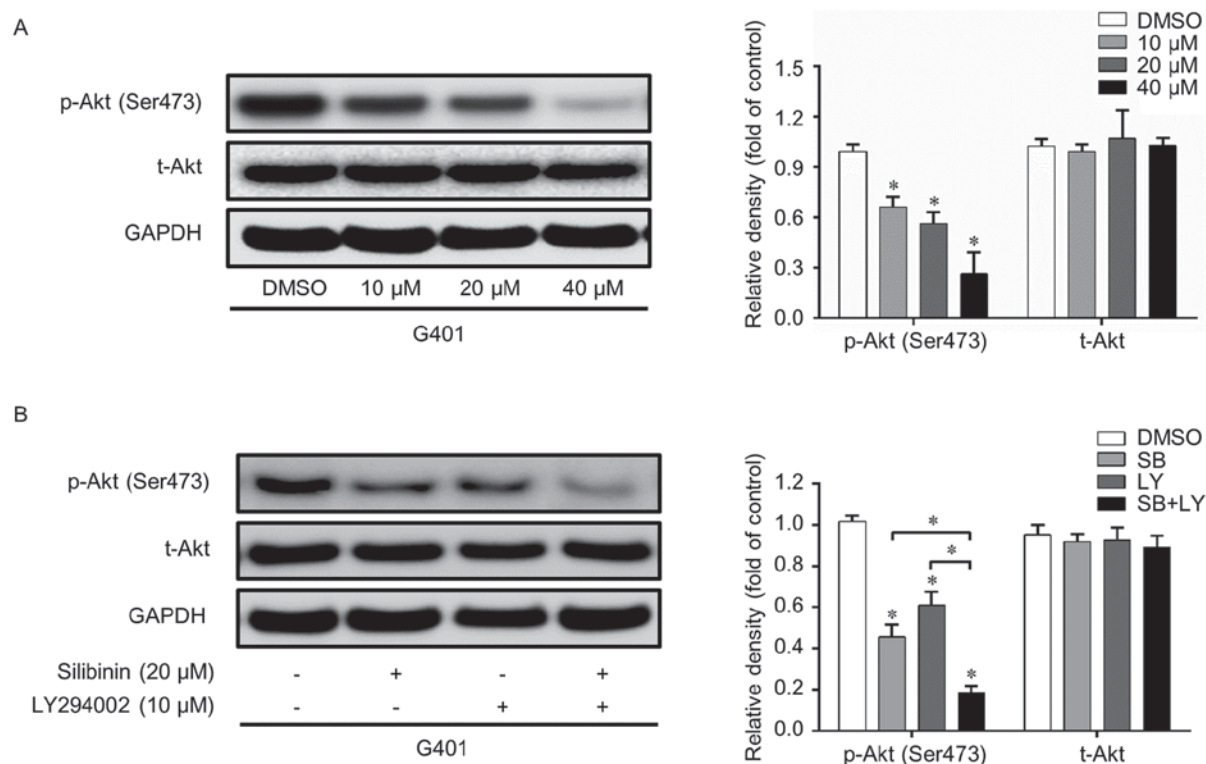 A
p-Akt (Ser473)
t-Akt
GAPDH
DMSO 10 μM 20 μM 40 μM
G401
DMSO
10 μM
20 μM
40 μM
Relative density (fold of control)
1.5
1.2
0.9
0.6
0.3
0.0
* * *
p-Akt (Ser473) t-Akt
B
p-Akt (Ser473)
t-Akt
GAPDH
Silibinin (20 μM) - + - +
LY294002 (10 μM) - - + +
G401
DMSO
SB
LY
SB+LY
Relative density (fold of control)
1.2
1.0
0.8
0.6
0.4
0.2
0.0
*
*
* * *
p-Akt (Ser473) t-Akt